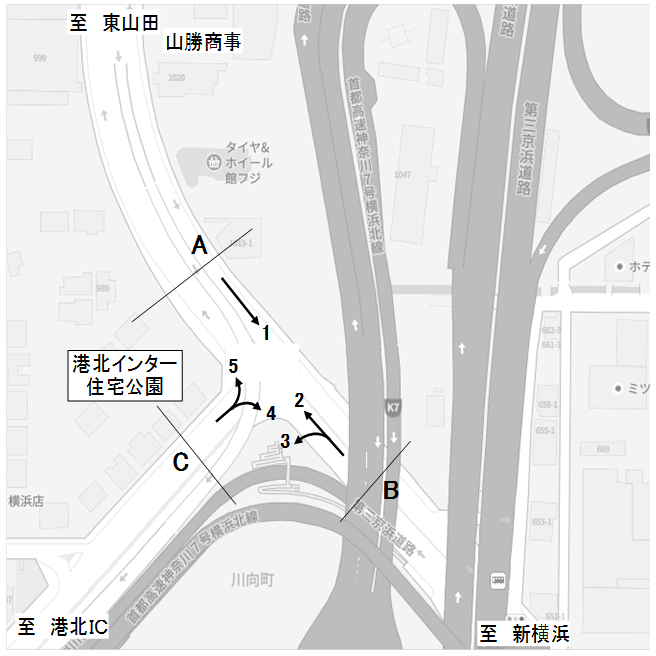 至 東山田
山勝商事
999
1020
タイヤ&
ホイール
館フジ
首都高速神奈川7号横浜北線
第三京浜道路
1047
A
1015-1
989
ホテ
1
港北インター
住宅公園
5
4
2
3
662-3
661-3
ミツ
658-1
655-1
K7
689
C
B
横浜店
653-1
第三京浜道路
首都高速神奈川7号横浜北線
川向町
651-1
至 港北IC
至 新横浜